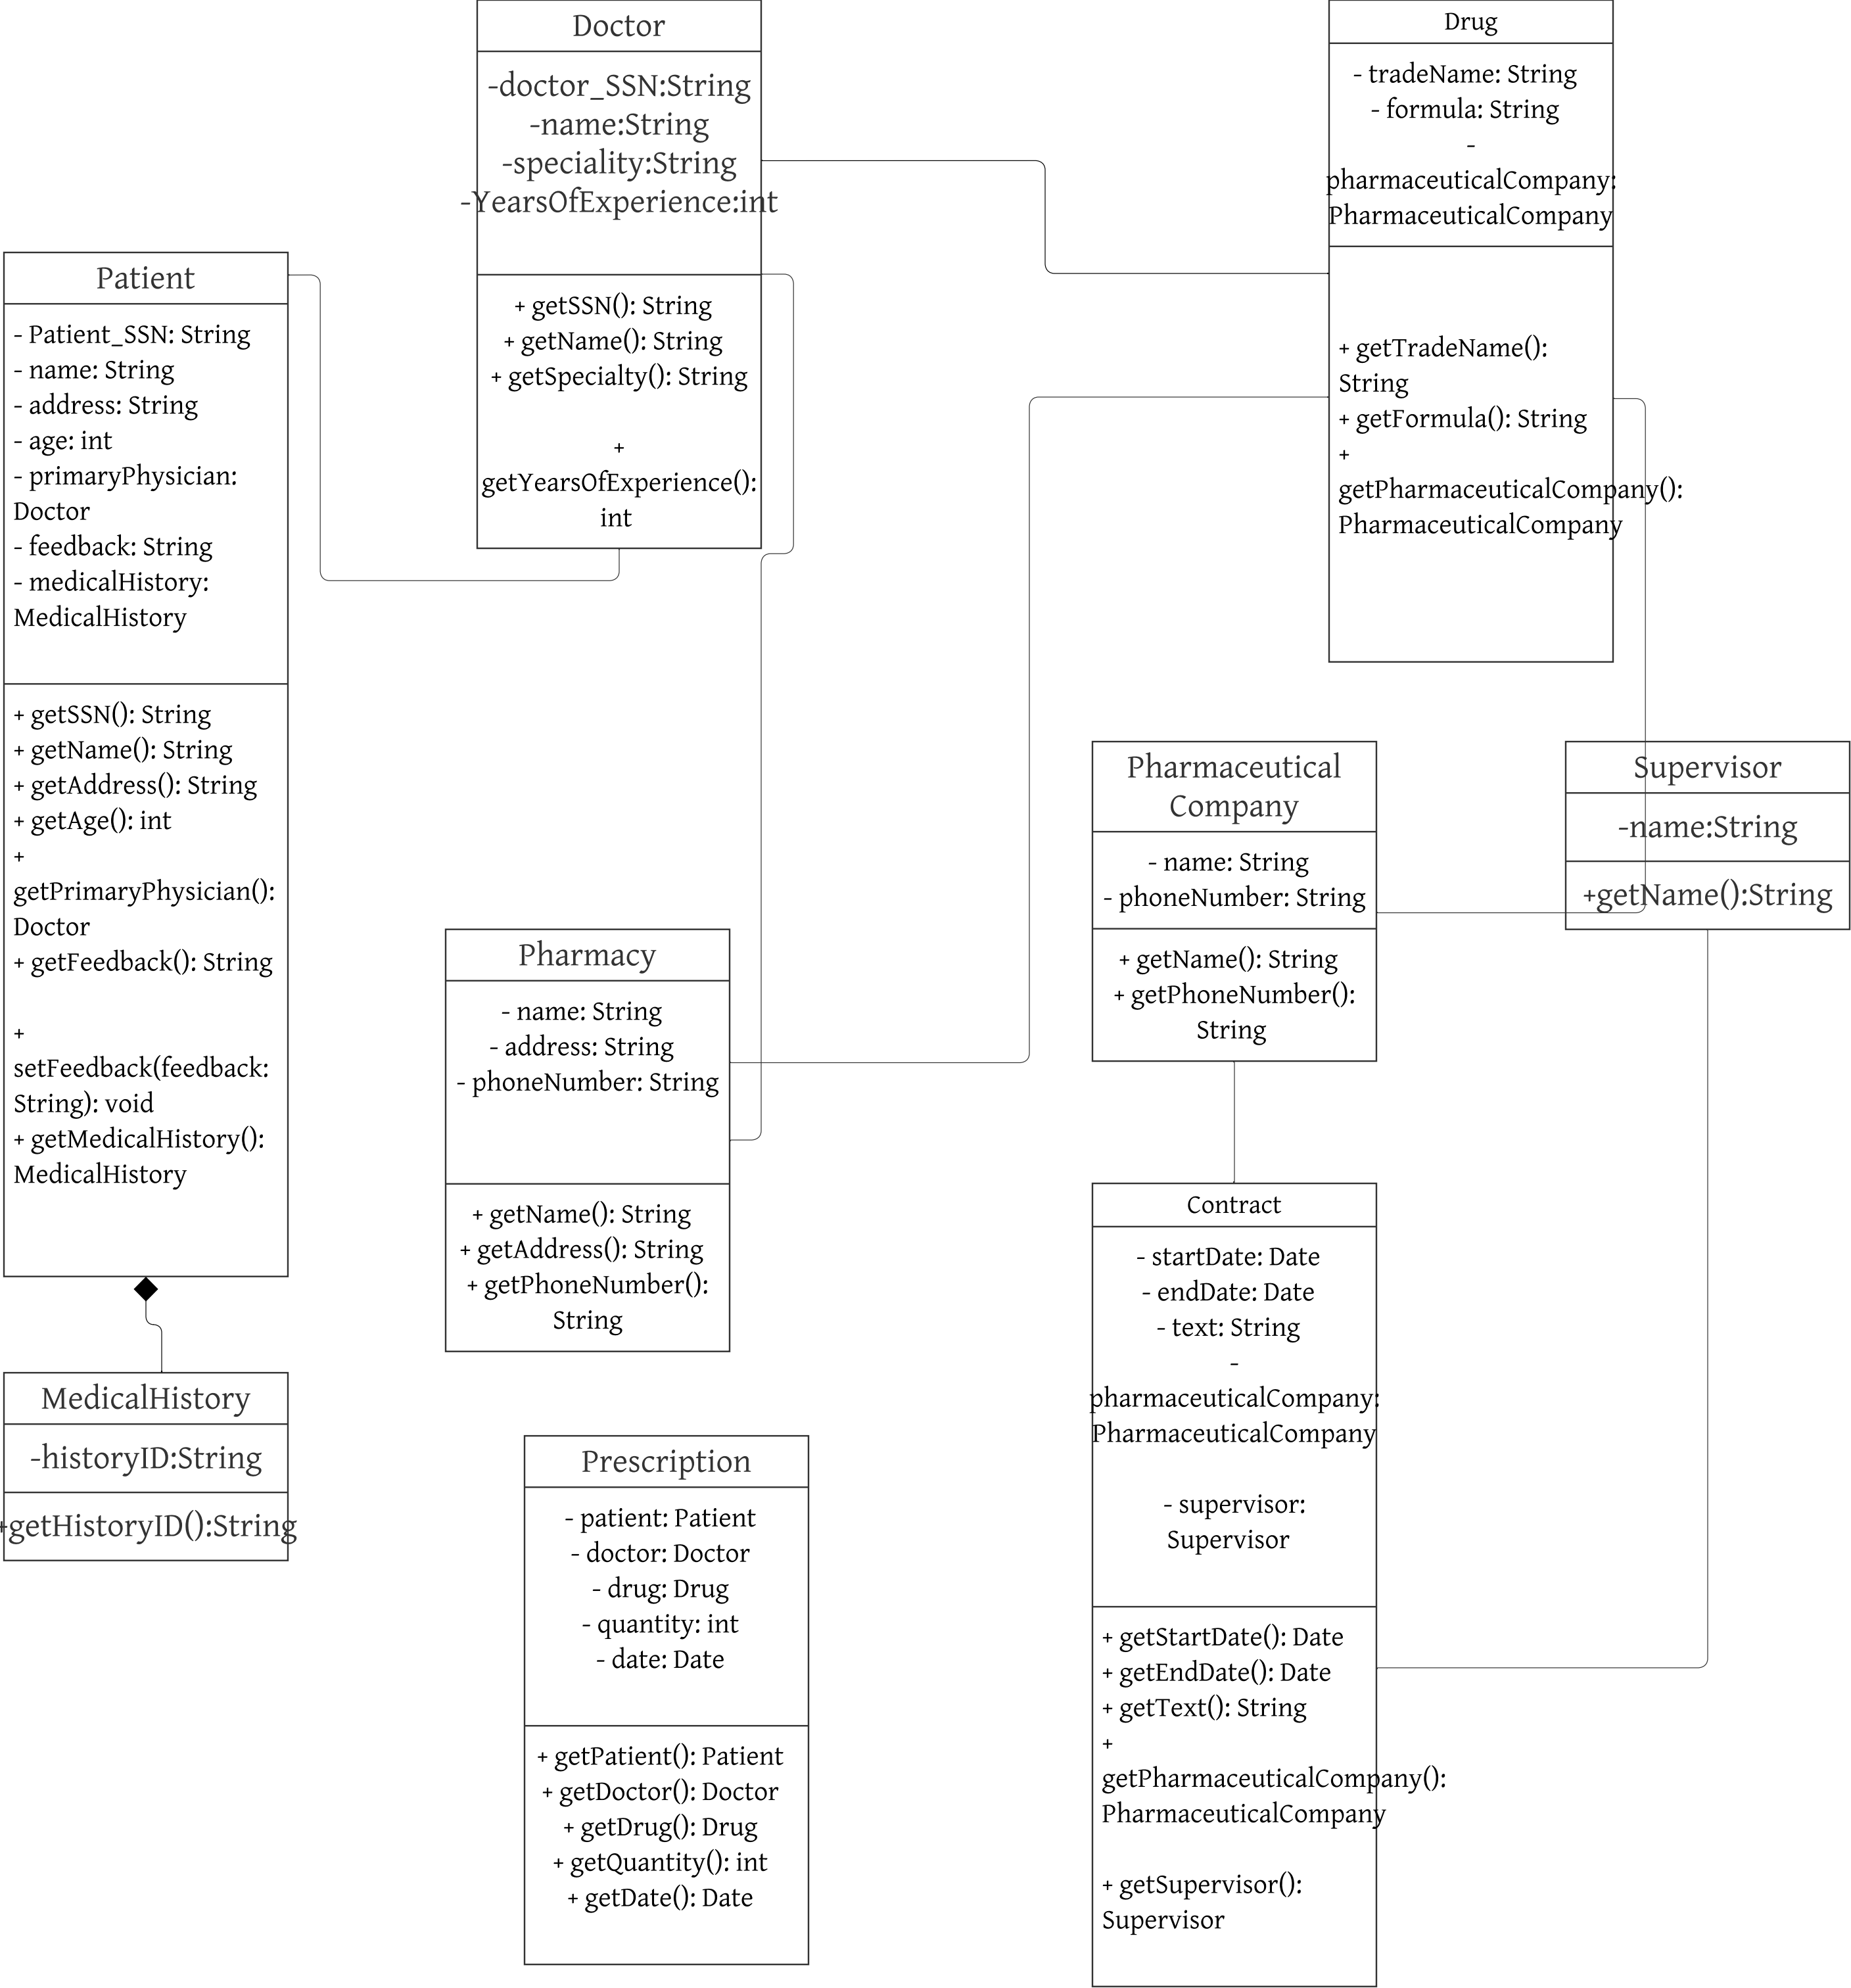 Doctor
-doctor_SSN:String
-name:String
-speciality:String
-YearsOfExperience:int
+ getSSN(): String
+ getName(): String
+ getSpecialty(): String
+
getYearsOfExperience():
int
Drug
- tradeName: String
- formula: String
-
pharmaceuticalCompany:
PharmaceuticalCompany
+ getTradeName():
String
+ getFormula(): String
+
getPharmaceuticalCompany():
PharmaceuticalCompany
Patient
- Patient_SSN: String
- name: String
- address: String
- age: int
- primaryPhysician:
Doctor
- feedback: String
- medicalHistory:
MedicalHistory
+ getSSN(): String
+ getName(): String
+ getAddress(): String
+ getAge(): int
+
getPrimaryPhysician():
Doctor
+ getFeedback(): String
+
setFeedback(feedback:
String): void
+ getMedicalHistory():
MedicalHistory
Pharmaceutical
Company
- name: String
- phoneNumber: String
+ getName(): String
+ getPhoneNumber():
String
Supervisor
-name:String
+getName():String
Pharmacy
- name: String
- address: String
- phoneNumber: String
+ getName(): String
+ getAddress(): String
+ getPhoneNumber():
String
Contract
- startDate: Date
- endDate: Date
- text: String
-
pharmaceuticalCompany:
PharmaceuticalCompany
- supervisor:
Supervisor
+ getStartDate(): Date
+ getEndDate(): Date
+ getText(): String
+
getPharmaceuticalCompany():
PharmaceuticalCompany
+ getSupervisor():
Supervisor
MedicalHistory
-historyID:String
+getHistoryID():String
Prescription
- patient: Patient
- doctor: Doctor
- drug: Drug
- quantity: int
- date: Date
+ getPatient(): Patient
+ getDoctor(): Doctor
+ getDrug(): Drug
+ getQuantity(): int
+ getDate(): Date